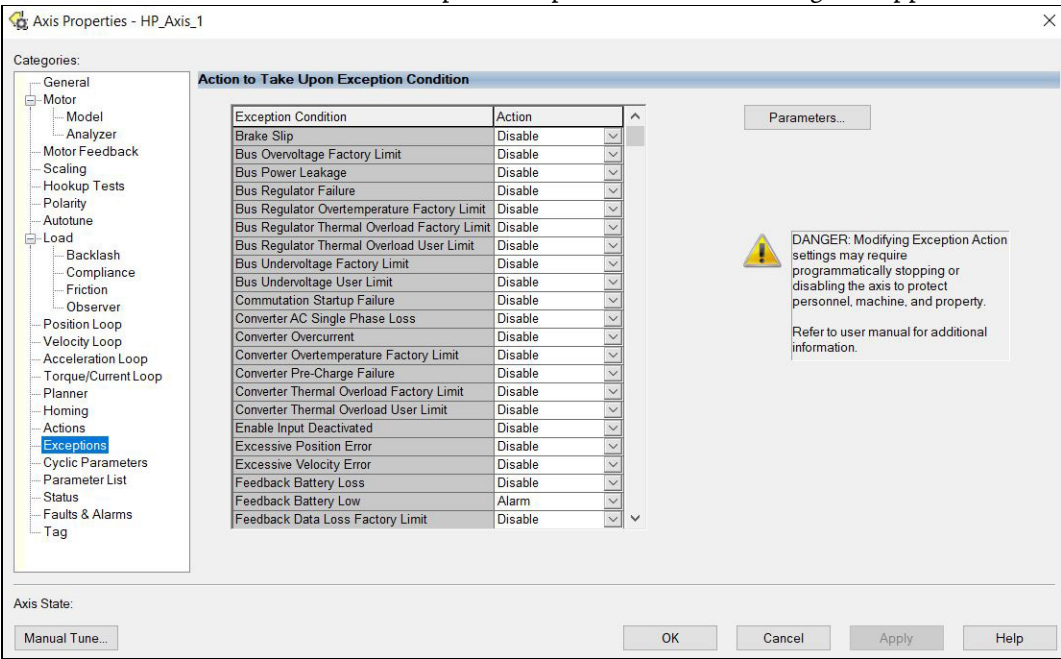 Axis Properties - HP_Axis_1
Categories:
General
Motor
Model
Analyzer
Motor Feedback
Scaling
Hookup Tests
Polarity
Autotune
Load
Backlash
Compliance
Friction
Observer
Position Loop
Velocity Loop
Acceleration Loop
Torque/Current Loop
Planner
Homing
Actions
Exceptions
Cyclic Parameters
Parameter List
Status
Faults & Alarms
Tag
Action to Take Upon Exception Condition
Exception Condition Action
Brake Slip Disable
Bus Overvoltage Factory Limit Disable
Bus Power Leakage Disable
Bus Regulator Failure Disable
Bus Regulator Overtemperature Factory Limit Disable
Bus Regulator Thermal Overload Factory Limit Disable
Bus Regulator Thermal Overload User Limit Disable
Bus Undervoltage Factory Limit Disable
Bus Undervoltage User Limit Disable
Commutation Startup Failure Disable
Converter AC Single Phase Loss Disable
Converter Overcurrent Disable
Converter Overtemperature Factory Limit Disable
Converter Pre-Charge Failure Disable
Converter Thermal Overload Factory Limit Disable
Converter Thermal Overload User Limit Disable
Enable Input Deactivated Disable
Excessive Position Error Disable
Excessive Velocity Error Disable
Feedback Battery Loss Disable
Feedback Battery Low Alarm
Feedback Data Loss Factory Limit Disable
Parameters...
DANGER: Modifying Exception Action
settings may require
programmatically stopping or
disabling the axis to protect
personnel, machine, and property.
Refer to user manual for additional
information.
Axis State:
Manual Tune...
OK
Cancel
Apply
Help